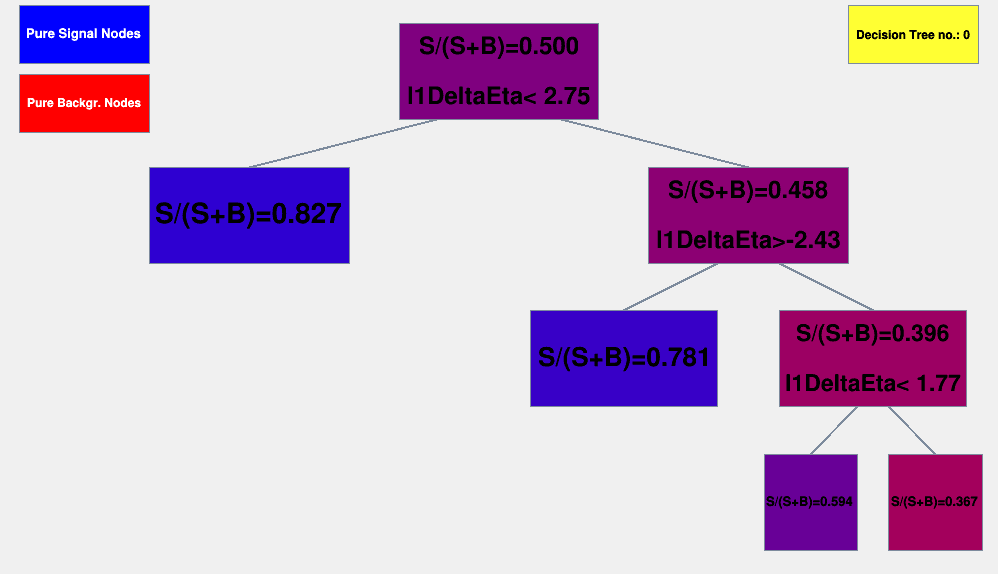 Pure Signal Nodes
Pure Backgr. Nodes
Decision Tree no.: 0
S/(S+B)=0.500
l1DeltaEta< 2.75
S/(S+B)=0.827
S/(S+B)=0.458
l1DeltaEta>-2.43
S/(S+B)=0.781
S/(S+B)=0.396
l1DeltaEta< 1.77
S/(S+B)=0.594
S/(S+B)=0.367